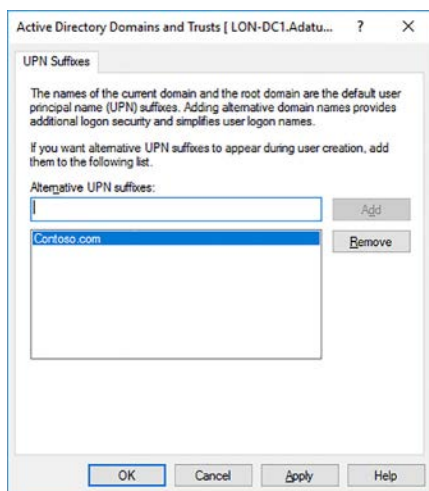 Active Directory Domains and Trusts [ LON-DC1.Adatu... ? ×
UPN Suffixes
The names of the current domain and the root domain are the default user
principal name (UPN) suffixes. Adding alternative domain names provides
additional logon security and simplifies user logon names.
If you want alternative UPN suffixes to appear during user creation, add
them to the following list.
Alternative UPN suffixes:
Add
Contoso.com
Remove
OK Cancel Apply Help